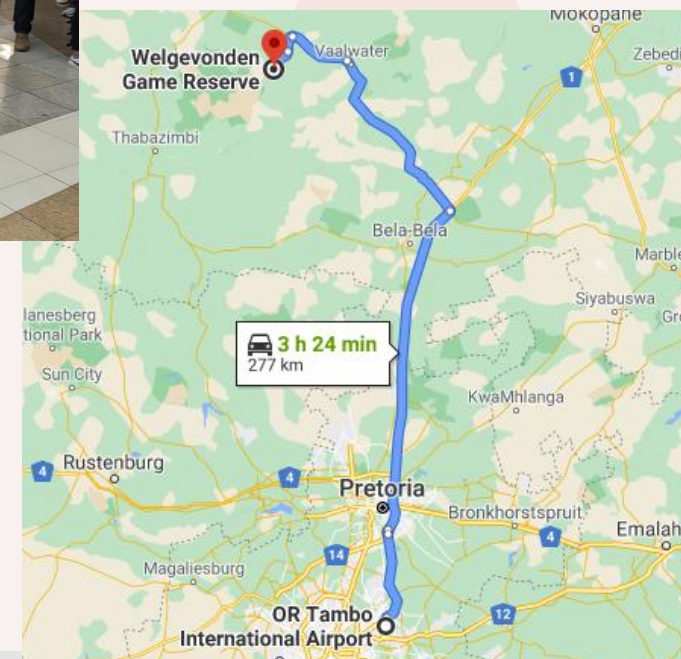 Mokopane
Zebedi
1
Welgevonden
Game Reserve
Vaalwater
Thabazimbi
Bela-Bela
Marble
lanesberg
tional Park
Siyabuswa
Gro
3 h 24 min
277 km
Sun City
KwaMhlanga
4
Rustenburg
4
Pretoria
Bronkhorstspruit
4
Emalah
14
Magaliesburg
OR Tambo
International Airport
12